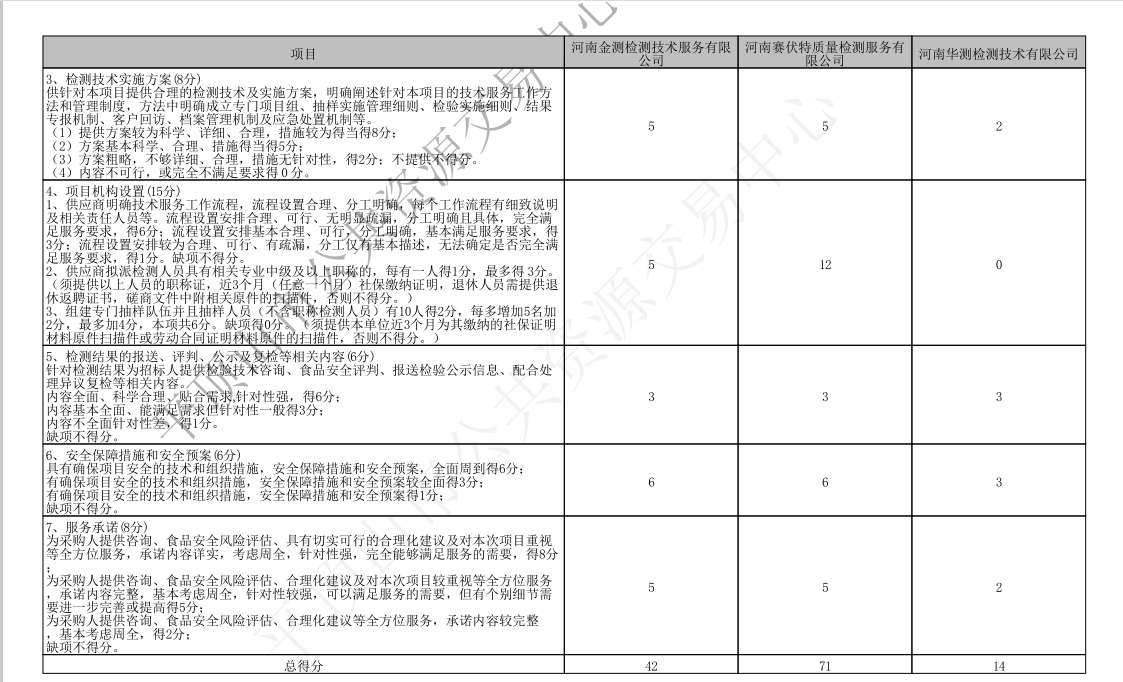 项目
河南金测检测技术服务有限
公司
河南赛伏特质量检测服务有
限公司
河南华测检测技术有限公司
3、检测技术实施方案(8分)
供针对本项目提供合理的检测技术及实施方案，明确阐述针对本项目的技术服务工作方
法和管理制度，方法中明确成立专门项目组、抽样实施管理细则、检验实施细则、结果
专报机制、客户回访、档案管理机制及应急处置机制等。
（1）提供方案较为科学、详细、合理，措施较为得当得8分；
（2）方案基本科学、合理、措施得当得5分；
（3）方案粗略，不够详细、合理，措施无针对性，得2分；不提供不得分。
（4）内容不可行，或完全不满足要求得０分。
5
5
2
4、项目机构设置(15分)
1、供应商明确技术服务工作流程，流程设置合理、分工明确，每个工作流程有细致说明
及相关责任人员等。流程设置安排合理、可行、无明显疏漏，分工明确且具体，完全满
足服务要求，得6分；流程设置安排基本合理、可行，分工明确，基本满足服务要求，得
3分；流程设置安排较为合理、可行、有疏漏，分工仅有基本描述，无法确定是否完全满
足服务要求，得1分。缺项不得分。
2、供应商拟派检测人员具有相关专业中级及以上职称的，每有一人得1分，最多得 3分。
（须提供以上人员的职称证，近3个月（任意一个月）社保缴纳证明，退休人员需提供退
休返聘证书，磋商文件中附相关原件的扫描件，否则不得分。）
3、组建专门抽样队伍并且抽样人员（不含职称检测人员）有10人得2分，每多增加5名加
2分，最多加4分，本项共6分。缺项得0分。（须提供本单位近3个月为其缴纳的社保证明
材料原件扫描件或劳动合同证明材料原件的扫描件，否则不得分。）
5
12
0
5、检测结果的报送、评判、公示及复检等相关内容(6分)
针对检测结果为招标人提供检验技术咨询、食品安全评判、报送检验公示信息、配合处
理异议复检等相关内容。
内容全面、科学合理、贴合需求,针对性强，得6分；
内容基本全面、能满足需求但针对性一般得3分；
内容不全面针对性差，得1分。
缺项不得分。
3
3
3
6、安全保障措施和安全预案(6分)
具有确保项目安全的技术和组织措施，安全保障措施和安全预案，全面周到得6分；
有确保项目安全的技术和组织措施，安全保障措施和安全预案较全面得3分；
有确保项目安全的技术和组织措施，安全保障措施和安全预案得1分；
缺项不得分。
6
6
3
7、服务承诺(8分)
为采购人提供咨询、食品安全风险评估、具有切实可行的合理化建议及对本次项目重视
等全方位服务，承诺内容详实，考虑周全，针对性强，完全能够满足服务的需要，得8分
；
为采购人提供咨询、食品安全风险评估、合理化建议及对本次项目较重视等全方位服务
，承诺内容完整，基本考虑周全，针对性较强，可以满足服务的需要，但有个别细节需
要进一步完善或提高得5分；
为采购人提供咨询、食品安全风险评估、合理化建议等全方位服务，承诺内容较完整
，基本考虑周全，得2分；
缺项不得分。
5
5
2
总得分
42
71
14
平顶山市公共资源交易中心
平顶山市公共资源交易中心